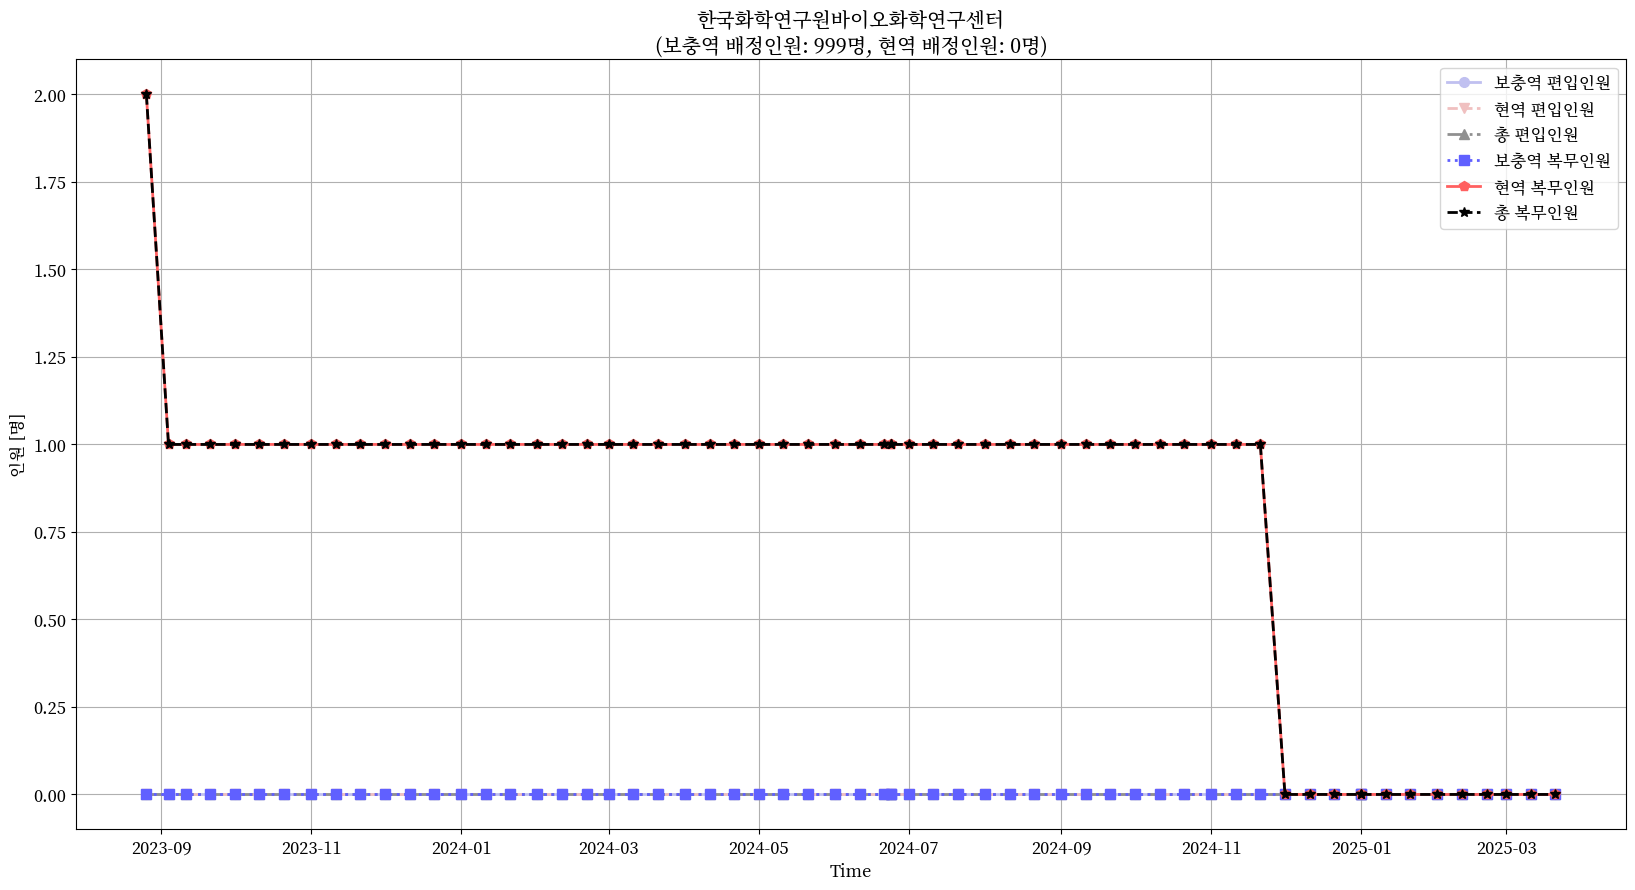 한국화학연구원바이오화학연구센터
(보충역 배정인원: 999명, 현역 배정인원: 0명)
보충역 편입인원
현역 편입인원
총 편입인원
보충역 복무인원
현역 복무인원
총 복무인원
인원 [명]
2.00
1.75
1.50
1.25
1.00
0.75
0.50
0.25
0.00
2023-09
2023-11
2024-01
2024-03
2024-05
2024-07
2024-09
2024-11
2025-01
2025-03
Time